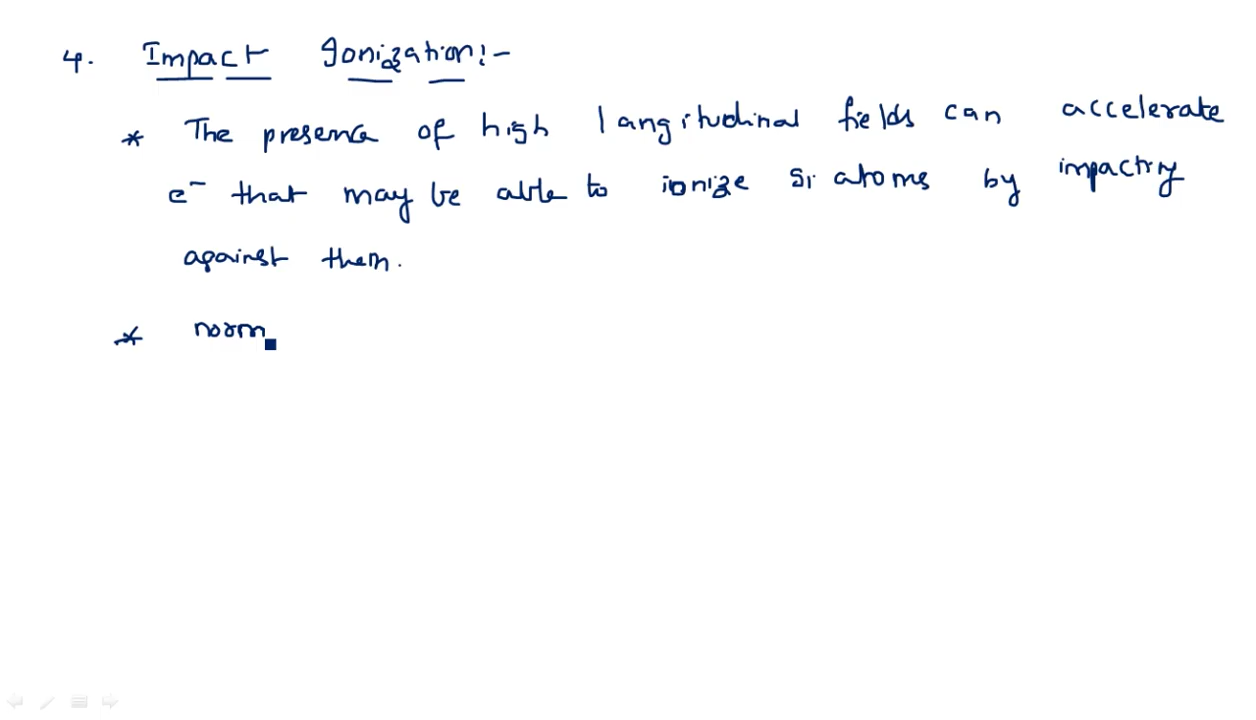 4. Impact Ionization:-
* The presence of high longitudinal fields can accelerate
e⁻ that may be able to ionize Si atoms by impacting
against them.
* norm